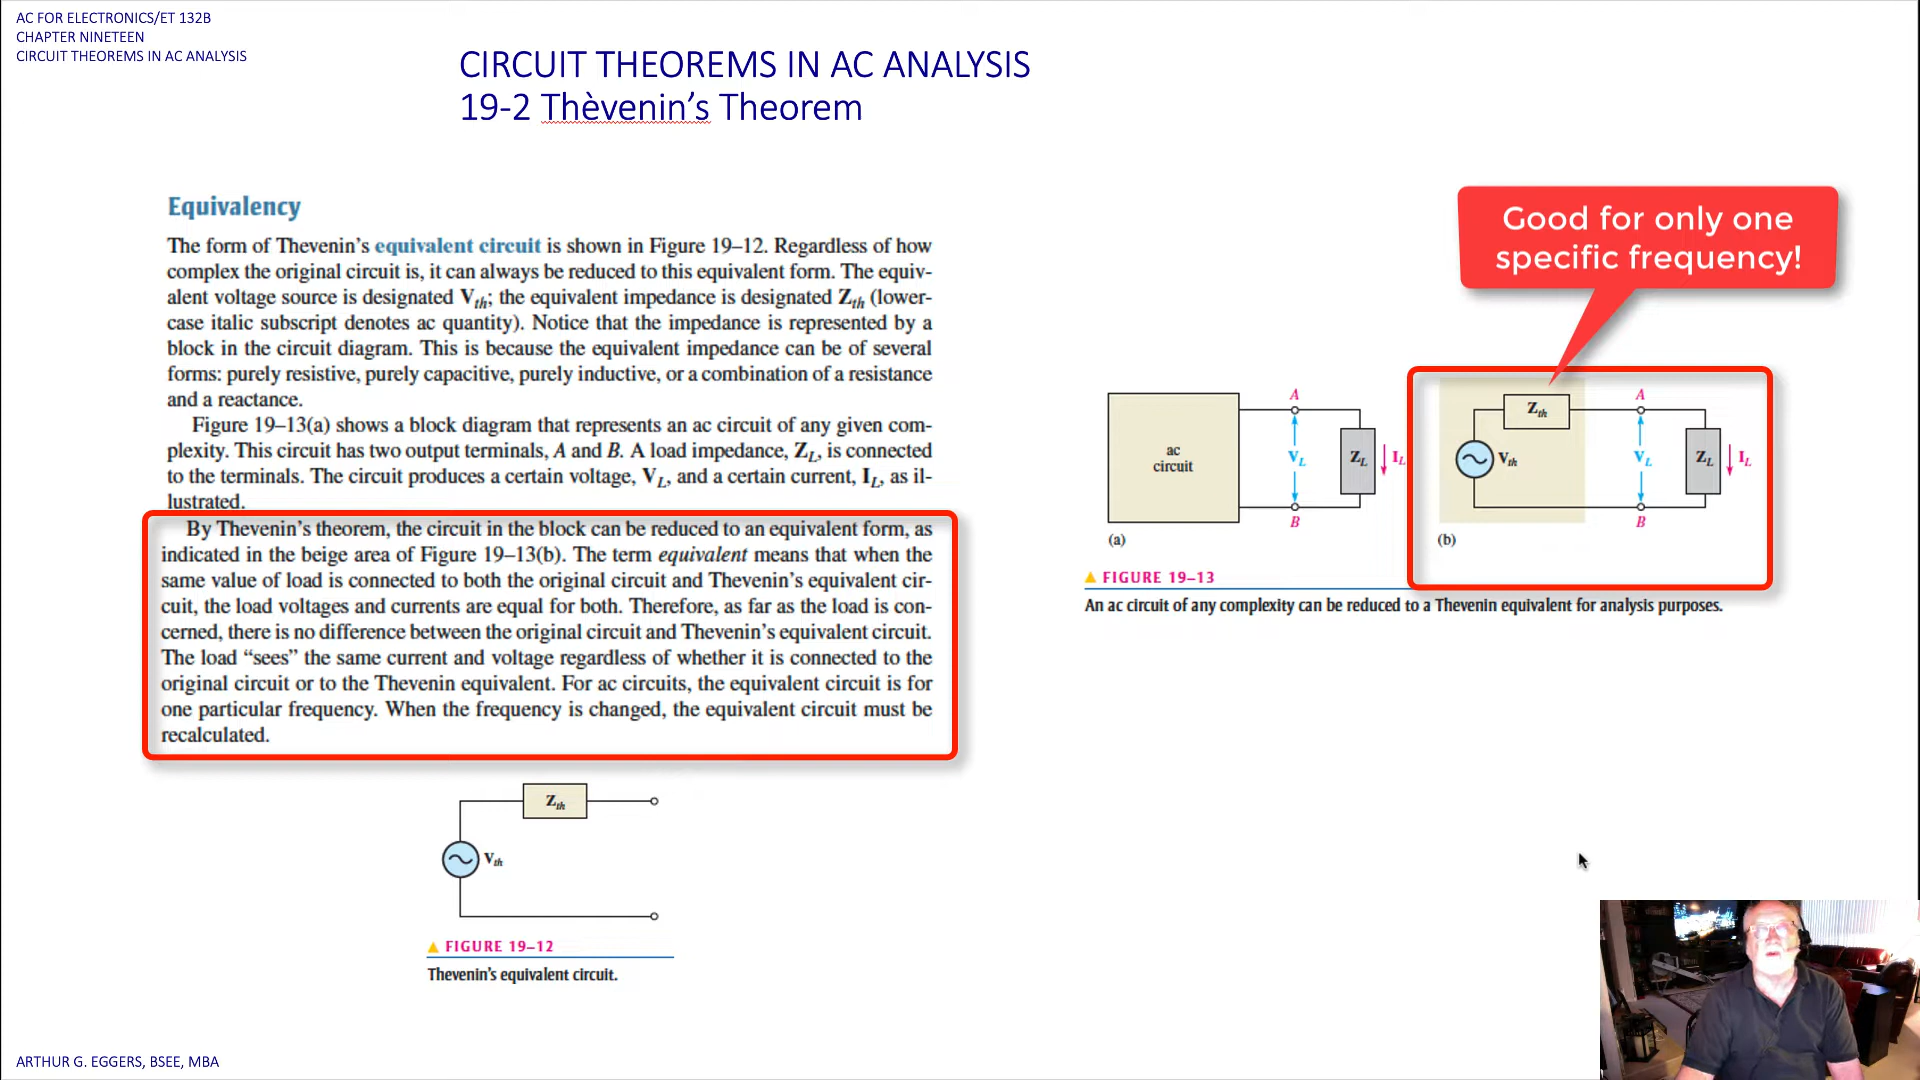 AC FOR ELECTRONICS/ET 132B
CHAPTER NINETEEN
CIRCUIT THEOREMS IN AC ANALYSIS
CIRCUIT THEOREMS IN AC ANALYSIS
19-2 Thèvenin's Theorem
Equivalency
The form of Thevenin's equivalent circuit is shown in Figure 19–12. Regardless of how
complex the original circuit is, it can always be reduced to this equivalent form. The equiv-
alent voltage source is designated Vth; the equivalent impedance is designated Zth (lower-
case italic subscript denotes ac quantity). Notice that the impedance is represented by a
block in the circuit diagram. This is because the equivalent impedance can be of several
forms: purely resistive, purely capacitive, purely inductive, or a combination of a resistance
and a reactance.
Figure 19–13(a) shows a block diagram that represents an ac circuit of any given com-
plexity. This circuit has two output terminals, A and B. A load impedance, ZL, is connected
to the terminals. The circuit produces a certain voltage, VL, and a certain current, IL, as il-
lustrated.
By Thevenin's theorem, the circuit in the block can be reduced to an equivalent form, as
indicated in the beige area of Figure 19–13(b). The term equivalent means that when the
same value of load is connected to both the original circuit and Thevenin's equivalent cir-
cuit, the load voltages and currents are equal for both. Therefore, as far as the load is con-
cerned, there is no difference between the original circuit and Thevenin's equivalent circuit.
The load “sees” the same current and voltage regardless of whether it is connected to the
original circuit or to the Thevenin equivalent. For ac circuits, the equivalent circuit is for
one particular frequency. When the frequency is changed, the equivalent circuit must be
recalculated.
Zth
Vth
FIGURE 19–12
Thevenin's equivalent circuit.
Good for only one
specific frequency!
ac
circuit
A
VL
ZL
IL
B
(a)
Zth
Vth
A
VL
ZL
IL
B
(b)
FIGURE 19–13
An ac circuit of any complexity can be reduced to a Thevenin equivalent for analysis purposes.
ARTHUR G. EGGERS, BSEE, MBA